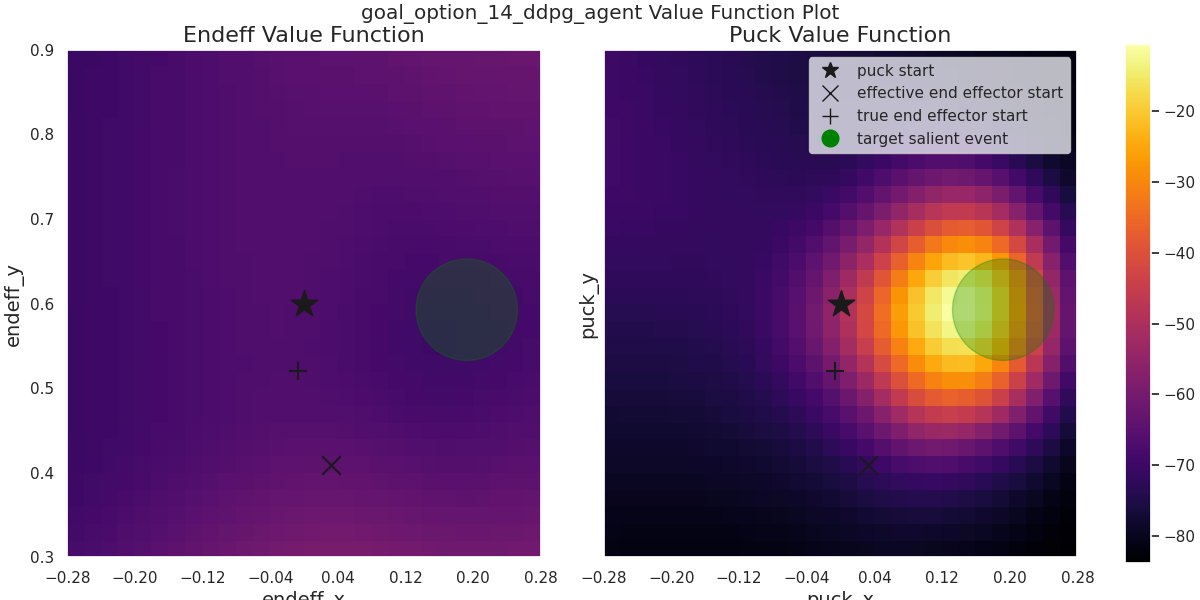 goal_option_14_ddpg_agent Value Function Plot
Endeff Value Function
Puck Value Function
puck start
effective end effector start
true end effector start
target salient event
endeff_y
0.9
0.8
0.7
0.6
0.5
0.4
0.3
−0.28 −0.20 −0.12 −0.04 0.04 0.12 0.20 0.28
endeff_x
puck_y
−0.28 −0.20 −0.12 −0.04 0.04 0.12 0.20 0.28
puck_x
−20
−30
−40
−50
−60
−70
−80